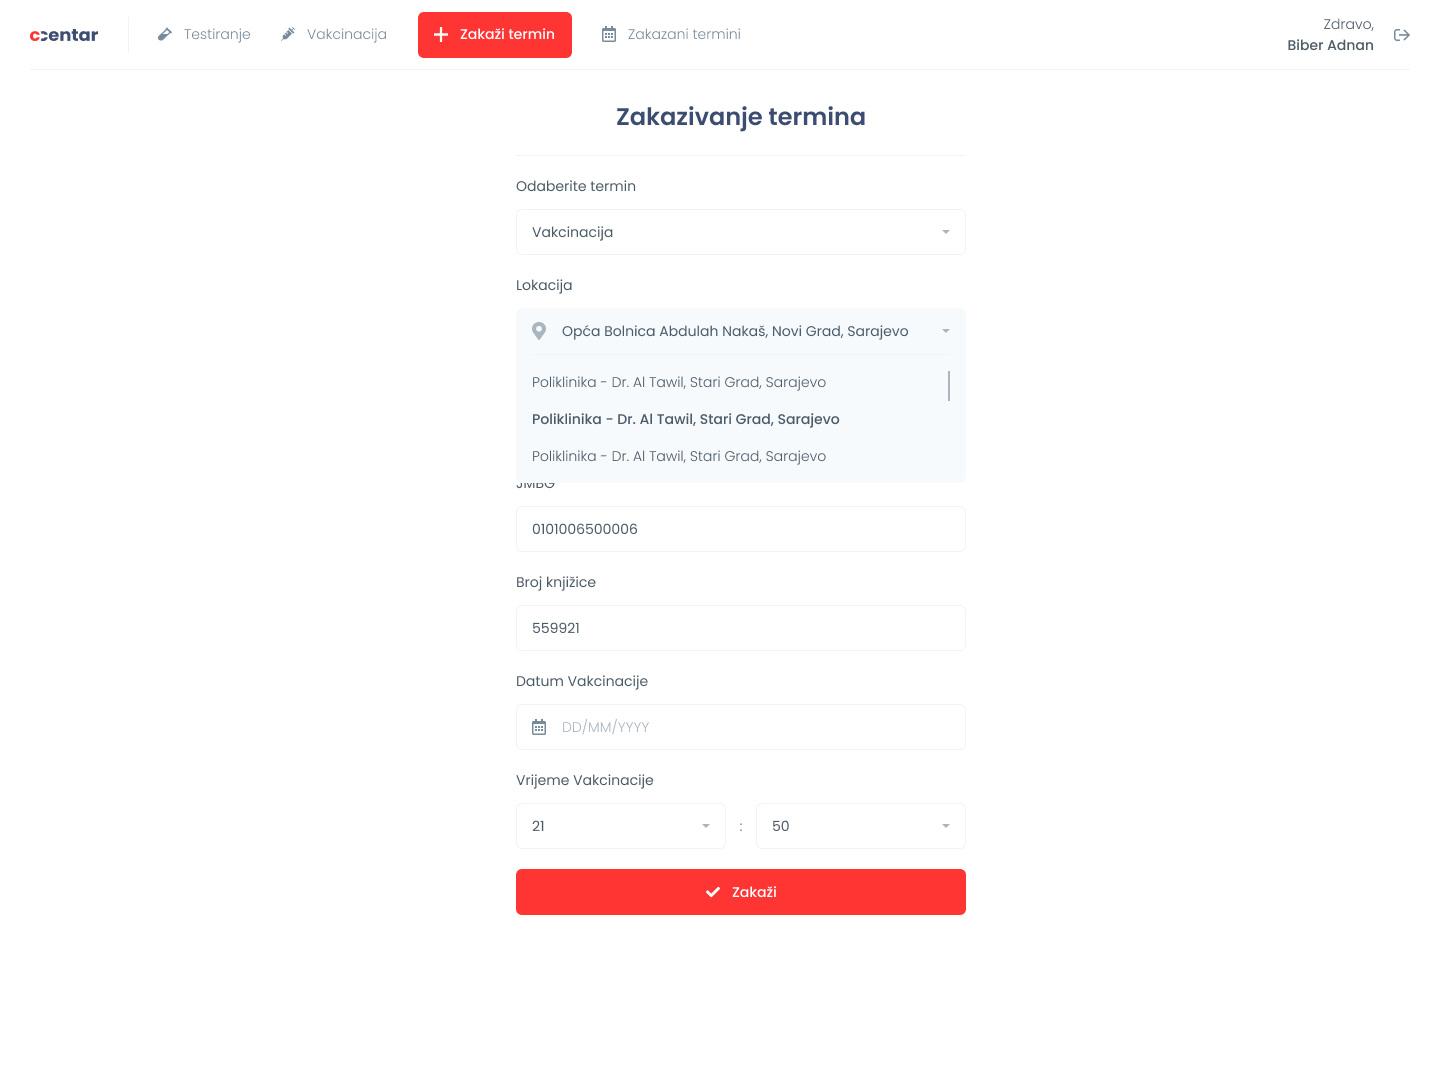 ccentar
Testiranje
Vakcinacija
Zakaži termin
Zakazani termini
Zdravo,
Biber Adnan
Zakazivanje termina
Odaberite termin
Vakcinacija
Lokacija
Opća Bolnica Abdulah Nakaš, Novi Grad, Sarajevo
Poliklinika - Dr. Al Tawil, Stari Grad, Sarajevo
Poliklinika - Dr. Al Tawil, Stari Grad, Sarajevo
Poliklinika - Dr. Al Tawil, Stari Grad, Sarajevo
JMBG
0101006500006
Broj knjižice
559921
Datum Vakcinacije
DD/MM/YYYY
Vrijeme Vakcinacije
21 : 50
Zakaži